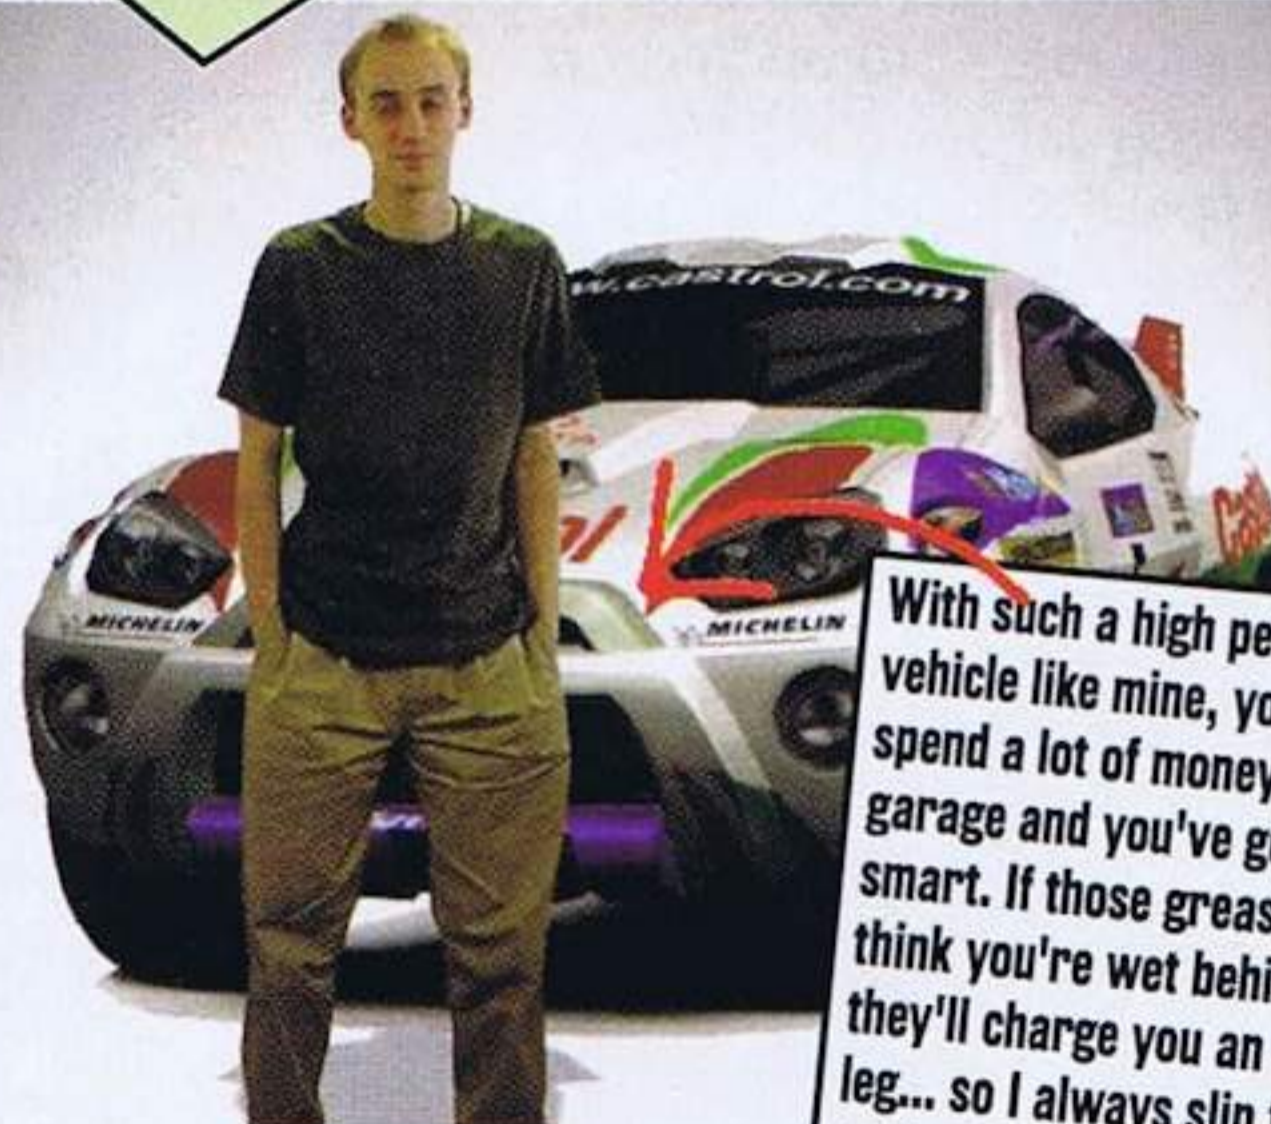 w.castrol.com
MICHELIN
MICHELIN
With such a high pe
vehicle like mine, yo
spend a lot of money
garage and you've g
smart. If those greas
think you're wet behi
they'll charge you an
leg... so I always slip